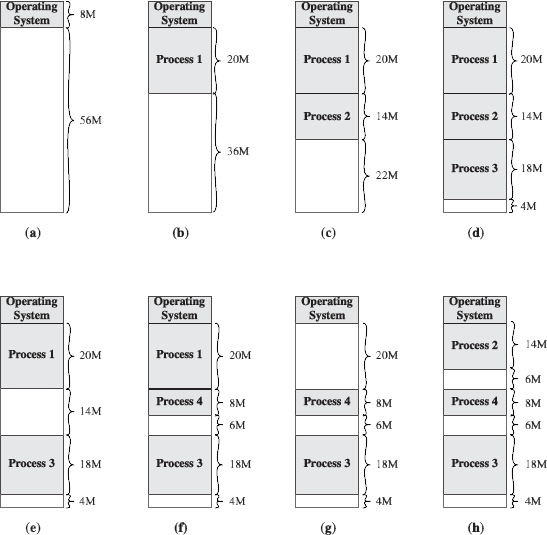 Operating
System
8M
56M
(a)
Operating
System
Process 1
20M
36M
(b)
Operating
System
Process 1
20M
Process 2
14M
22M
(c)
Operating
System
Process 1
20M
Process 2
14M
Process 3
18M
4M
(d)
Operating
System
Process 1
20M
14M
Process 3
18M
4M
(e)
Operating
System
Process 1
20M
Process 4
8M
6M
Process 3
18M
4M
(f)
Operating
System
20M
Process 4
8M
6M
Process 3
18M
4M
(g)
Operating
System
Process 2
14M
6M
Process 4
8M
6M
Process 3
18M
4M
(h)